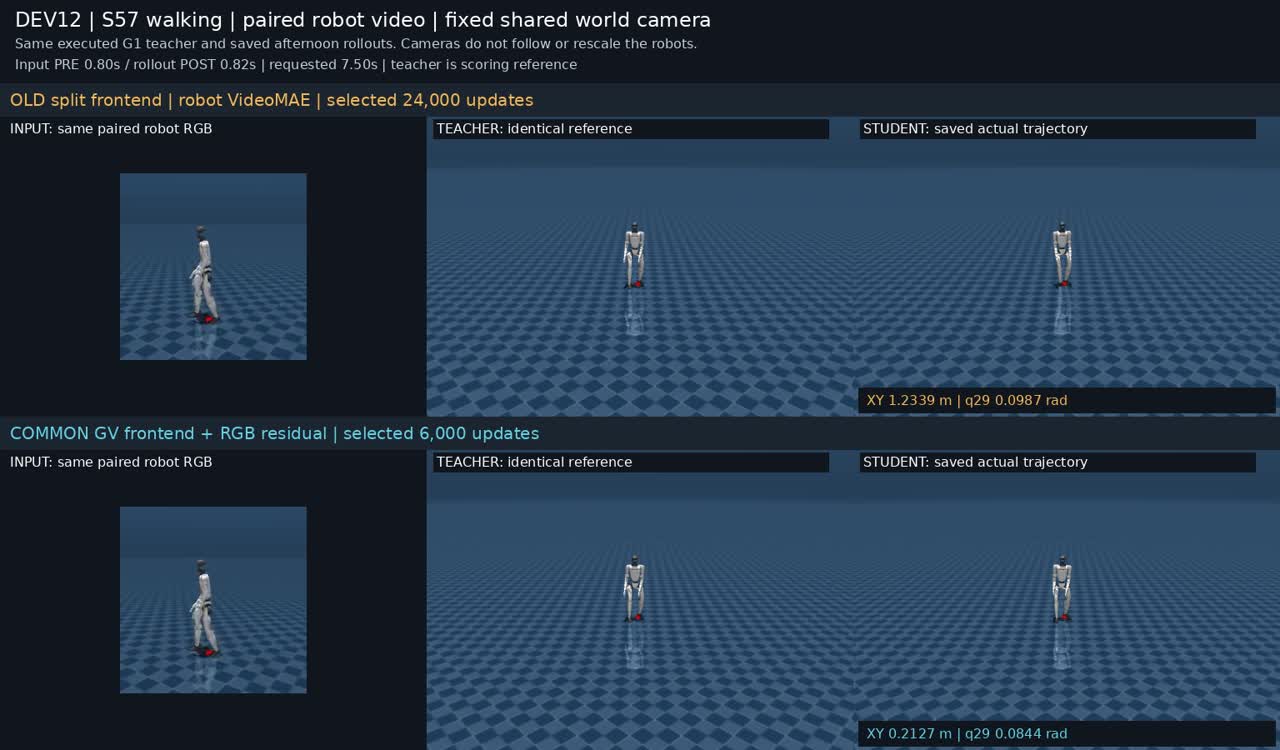 DEV12 | S57 walking | paired robot video | fixed shared world camera
Same executed G1 teacher and saved afternoon rollouts. Cameras do not follow or rescale the robots.
Input PRE 0.80s / rollout POST 0.82s | requested 7.50s | teacher is scoring reference
OLD split frontend | robot VideoMAE | selected 24,000 updates
INPUT: same paired robot RGB
TEACHER: identical reference
STUDENT: saved actual trajectory
XY 1.2339 m | q29 0.0987 rad
COMMON GV frontend + RGB residual | selected 6,000 updates
INPUT: same paired robot RGB
TEACHER: identical reference
STUDENT: saved actual trajectory
XY 0.2127 m | q29 0.0844 rad